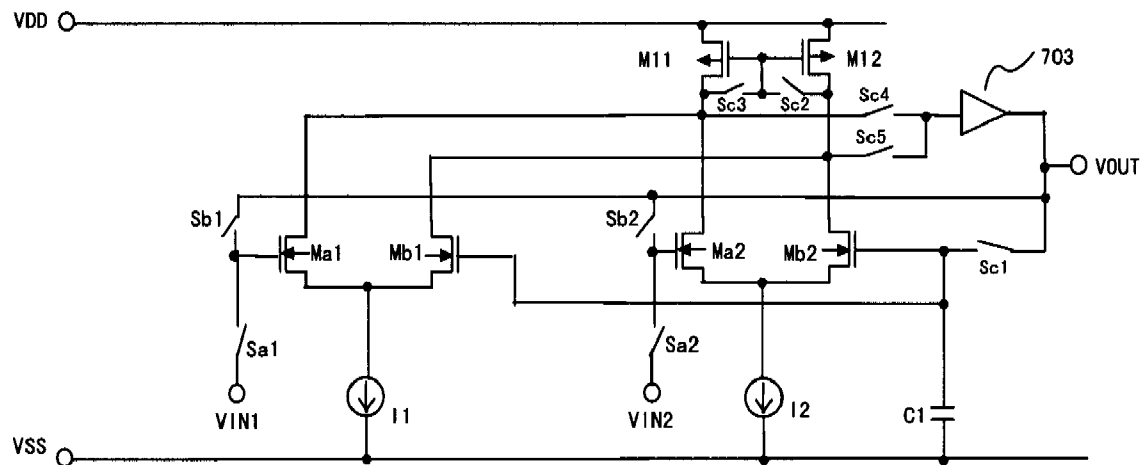 VDD
703
M11
M12
Sc3
Sc2
Sc4
Sc5
VOUT
Sb1
Sb2
Ma1
Mb1
Ma2
Mb2
Sc1
Sa1
Sa2
VIN1
I1
VIN2
I2
C1
VSS